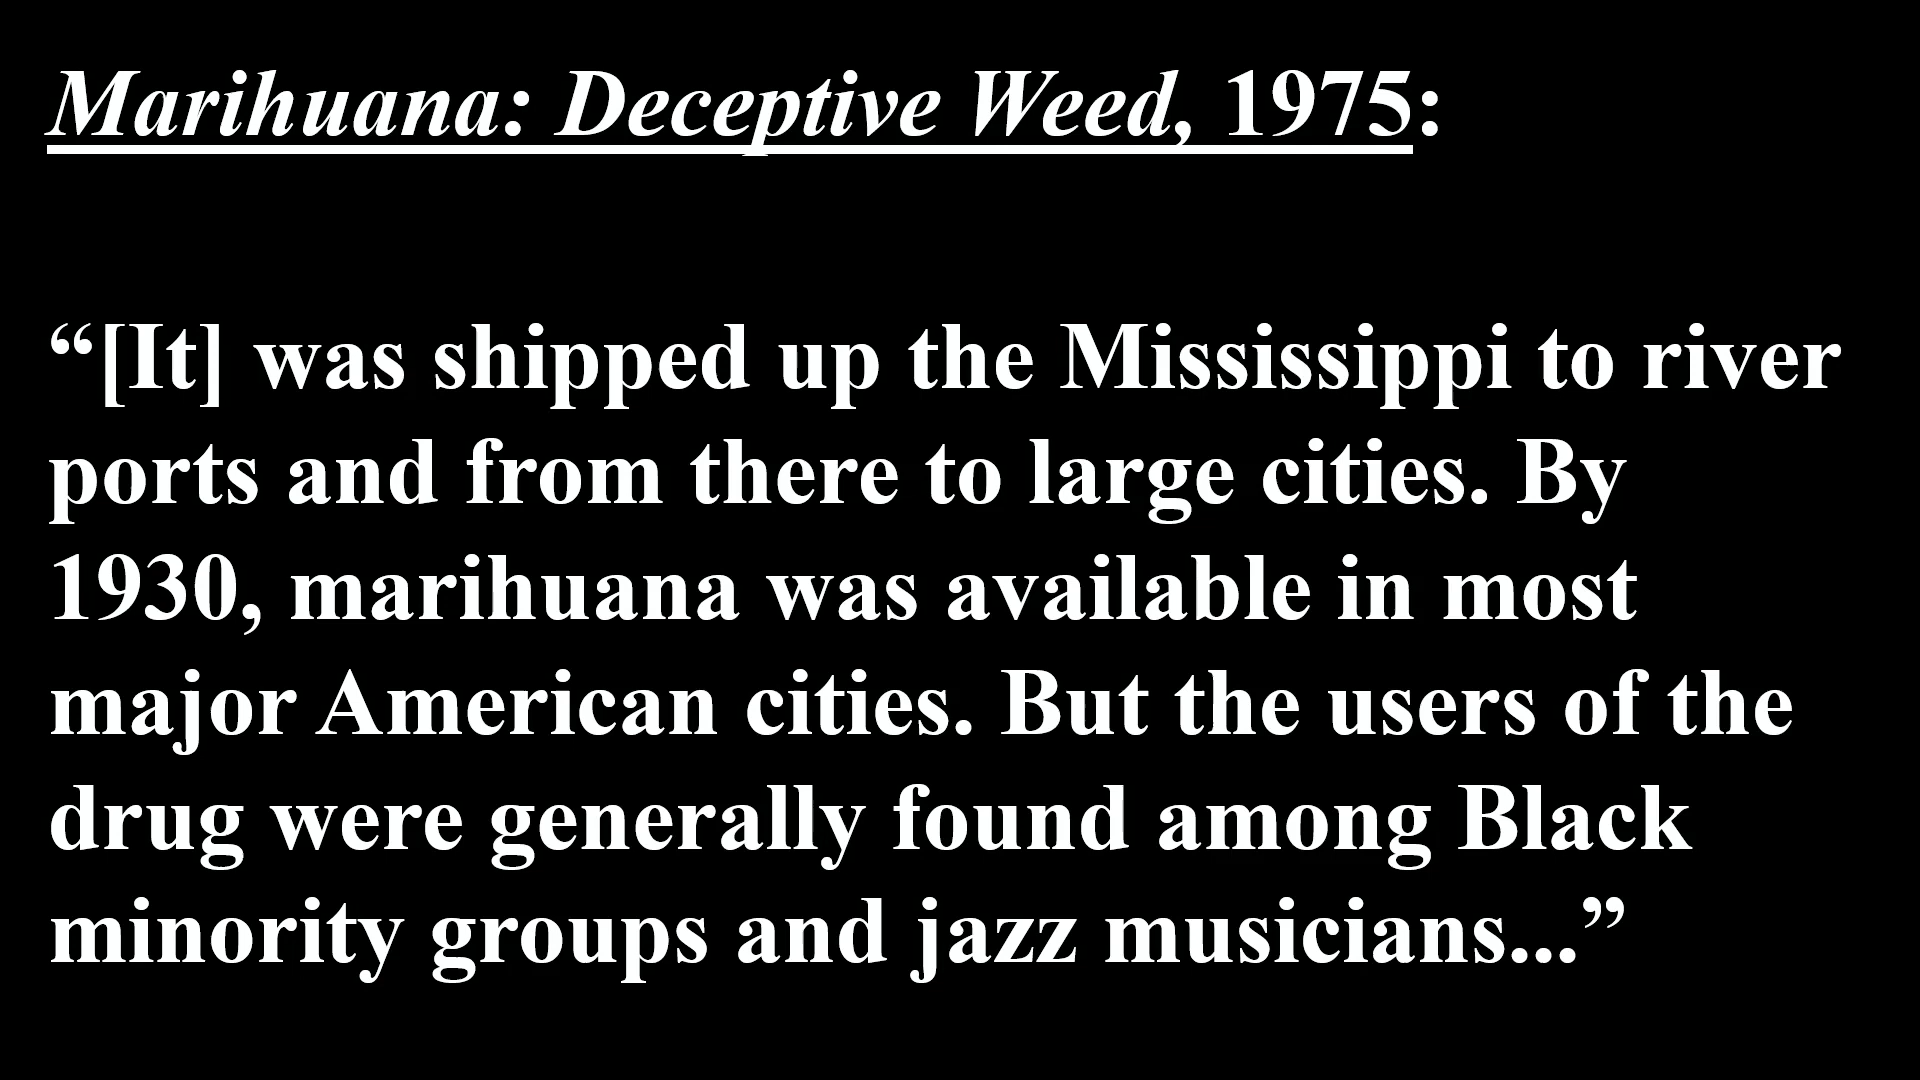 Marihuana: Deceptive Weed, 1975:
“[It] was shipped up the Mississippi to river
ports and from there to large cities. By
1930, marihuana was available in most
major American cities. But the users of the
drug were generally found among Black
minority groups and jazz musicians...”